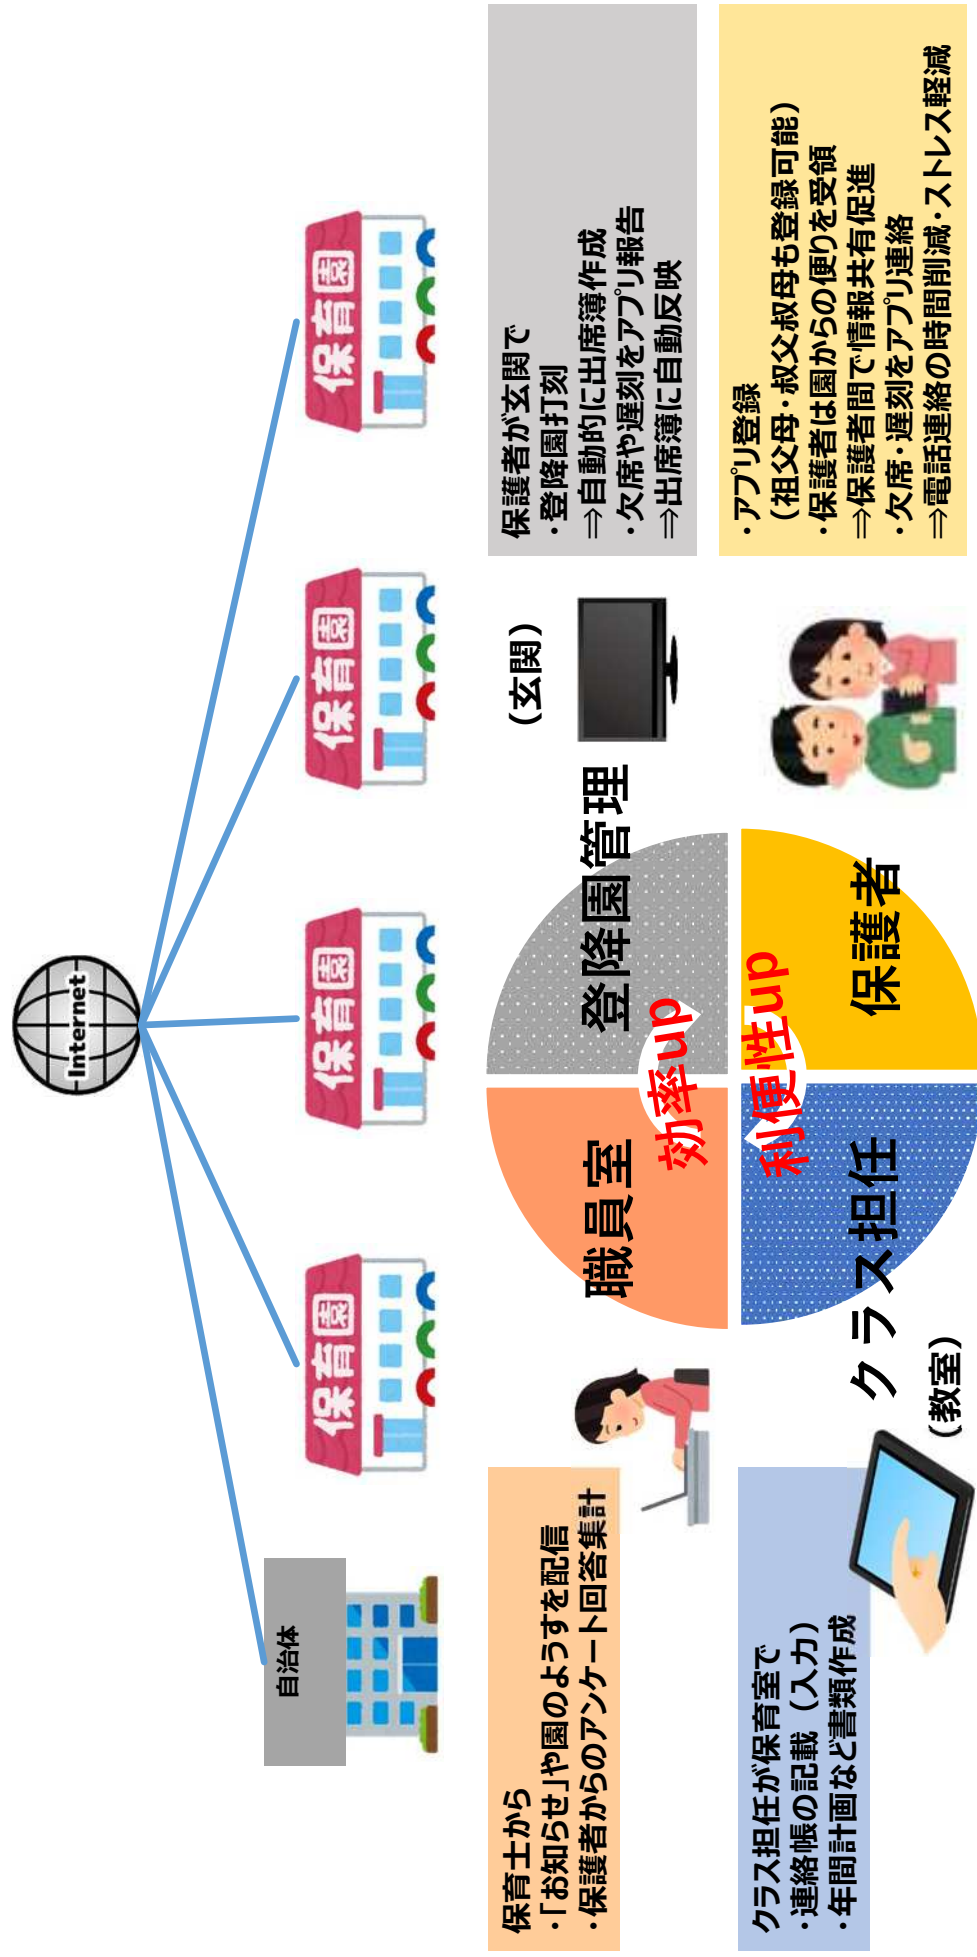 Internet
自治体
保育園
保育園
保育園
保育園
保育士から
・「お知らせ」や園のようすを配信
・保護者からのアンケート回答集計
職員室
登降園管理
（玄関）
保護者が玄関で
・登降園打刻
⇒自動的に出席簿作成
・欠席や遅刻をアプリ報告
⇒出席簿に自動反映
効率up
利便性up
クラス担任が保育室で
・連絡帳の記載（入力）
・年間計画など書類作成
クラス担任
（教室）
保護者
・アプリ登録
（祖父母・叔父叔母も登録可能）
・保護者は園からの便りを受領
⇒保護者間で情報共有促進
・欠席・遅刻をアプリ連絡
⇒電話連絡の時間削減・ストレス軽減